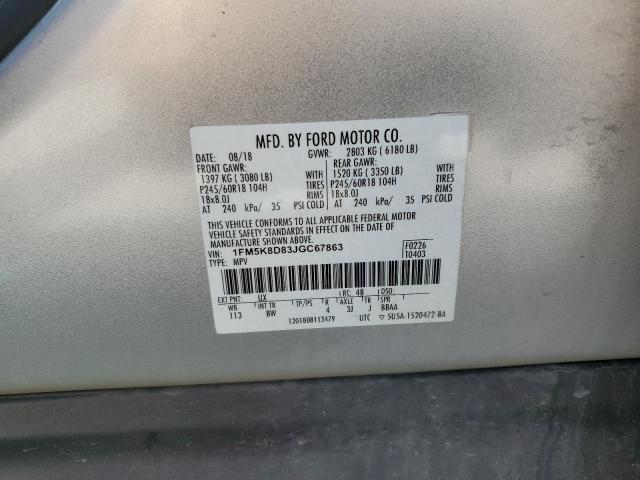 MFD. BY FORD MOTOR CO.
DATE: 08/18 GVWR: 2803 KG ( 6180 LB)
FRONT GAWR: REAR GAWR:
1397 KG ( 3080 LB) WITH 1520 KG ( 3350 LB) WITH
P245/60R18 104H TIRES P245/60R18 104H TIRES
18x8.0J RIMS 18x8.0J RIMS
AT 240 kPa/ 35 PSI COLD AT 240 kPa/ 35 PSI COLD
THIS VEHICLE CONFORMS TO ALL APPLICABLE FEDERAL MOTOR
VEHICLE SAFETY STANDARDS IN EFFECT ON THE DATE OF
MANUFACTURE SHOWN ABOVE.
VIN: 1FM5K8D83JGC67863 F0226
TYPE: MPV T0403
EXT PNT: UX RC: 48 DSO:
WB INT TR TP/PS R AXLE TR SPR
113 BW 4 3J J BBAA
1201808113479 UTC ▽ 5U5A-1520472-BA